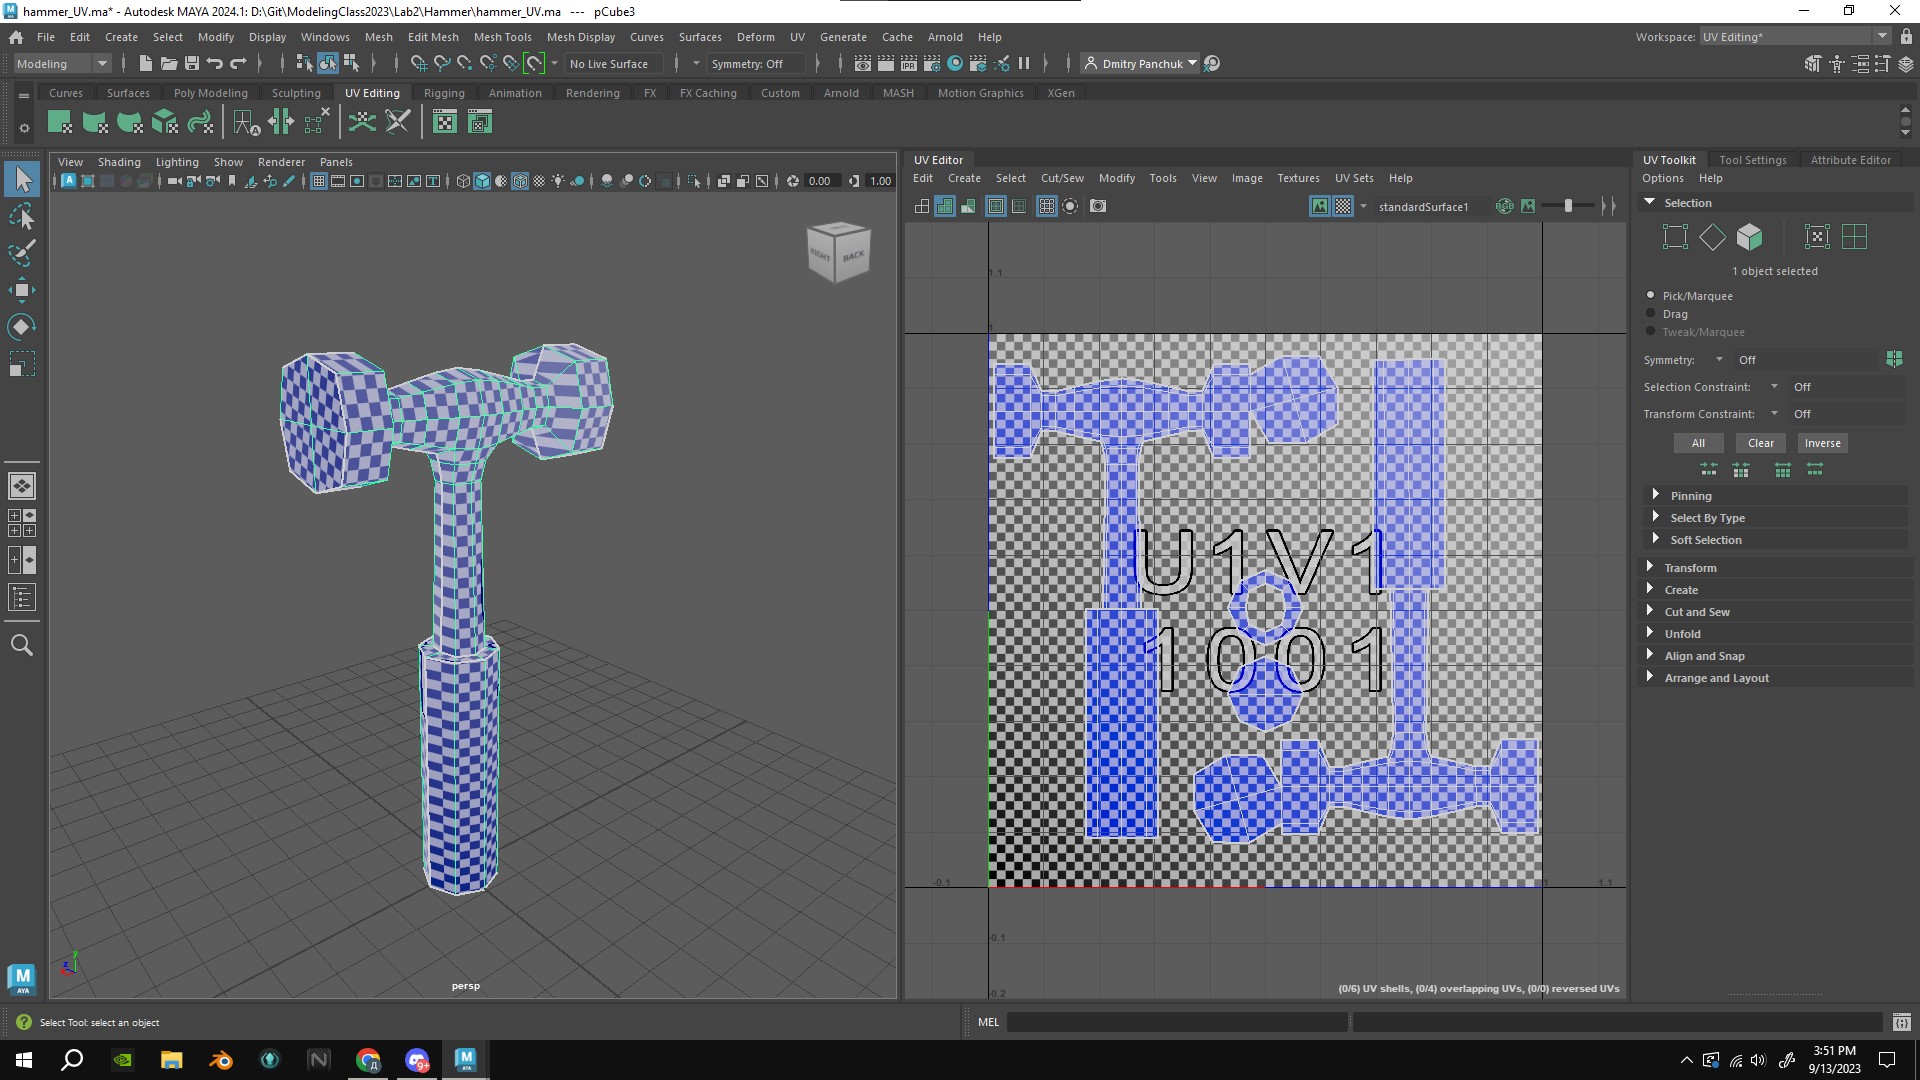 hammer_UV.ma* - Autodesk MAYA 2024.1: D:\Git\ModelingClass2023\Lab2\Hammer\hammer_UV.ma   ---   pCube3
File Edit Create Select Modify Display Windows Mesh Edit Mesh Mesh Tools Mesh Display Curves Surfaces Deform UV Generate Cache Arnold Help Workspace: UV Editing*
Modeling No Live Surface Symmetry: Off Dmitry Panchuk
Curves Surfaces Poly Modeling Sculpting UV Editing Rigging Animation Rendering FX FX Caching Custom Arnold MASH Motion Graphics XGen
View Shading Lighting Show Renderer Panels
0.00 1.00
RIGHT BACK
persp
UV Editor
Edit Create Select Cut/Sew Modify Tools View Image Textures UV Sets Help
standardSurface1
1.1
1
U1V1
1001
-0.1 1 1.1
-0.1
-0.2
(0/6) UV shells, (0/4) overlapping UVs, (0/0) reversed UVs
UV Toolkit Tool Settings Attribute Editor
Options Help
Selection
1 object selected
Pick/Marquee
Drag
Tweak/Marquee
Symmetry: Off
Selection Constraint: Off
Transform Constraint: Off
All Clear Inverse
Pinning
Select By Type
Soft Selection
Transform
Create
Cut and Sew
Unfold
Align and Snap
Arrange and Layout
Select Tool: select an object
MEL
3:51 PM
9/13/2023